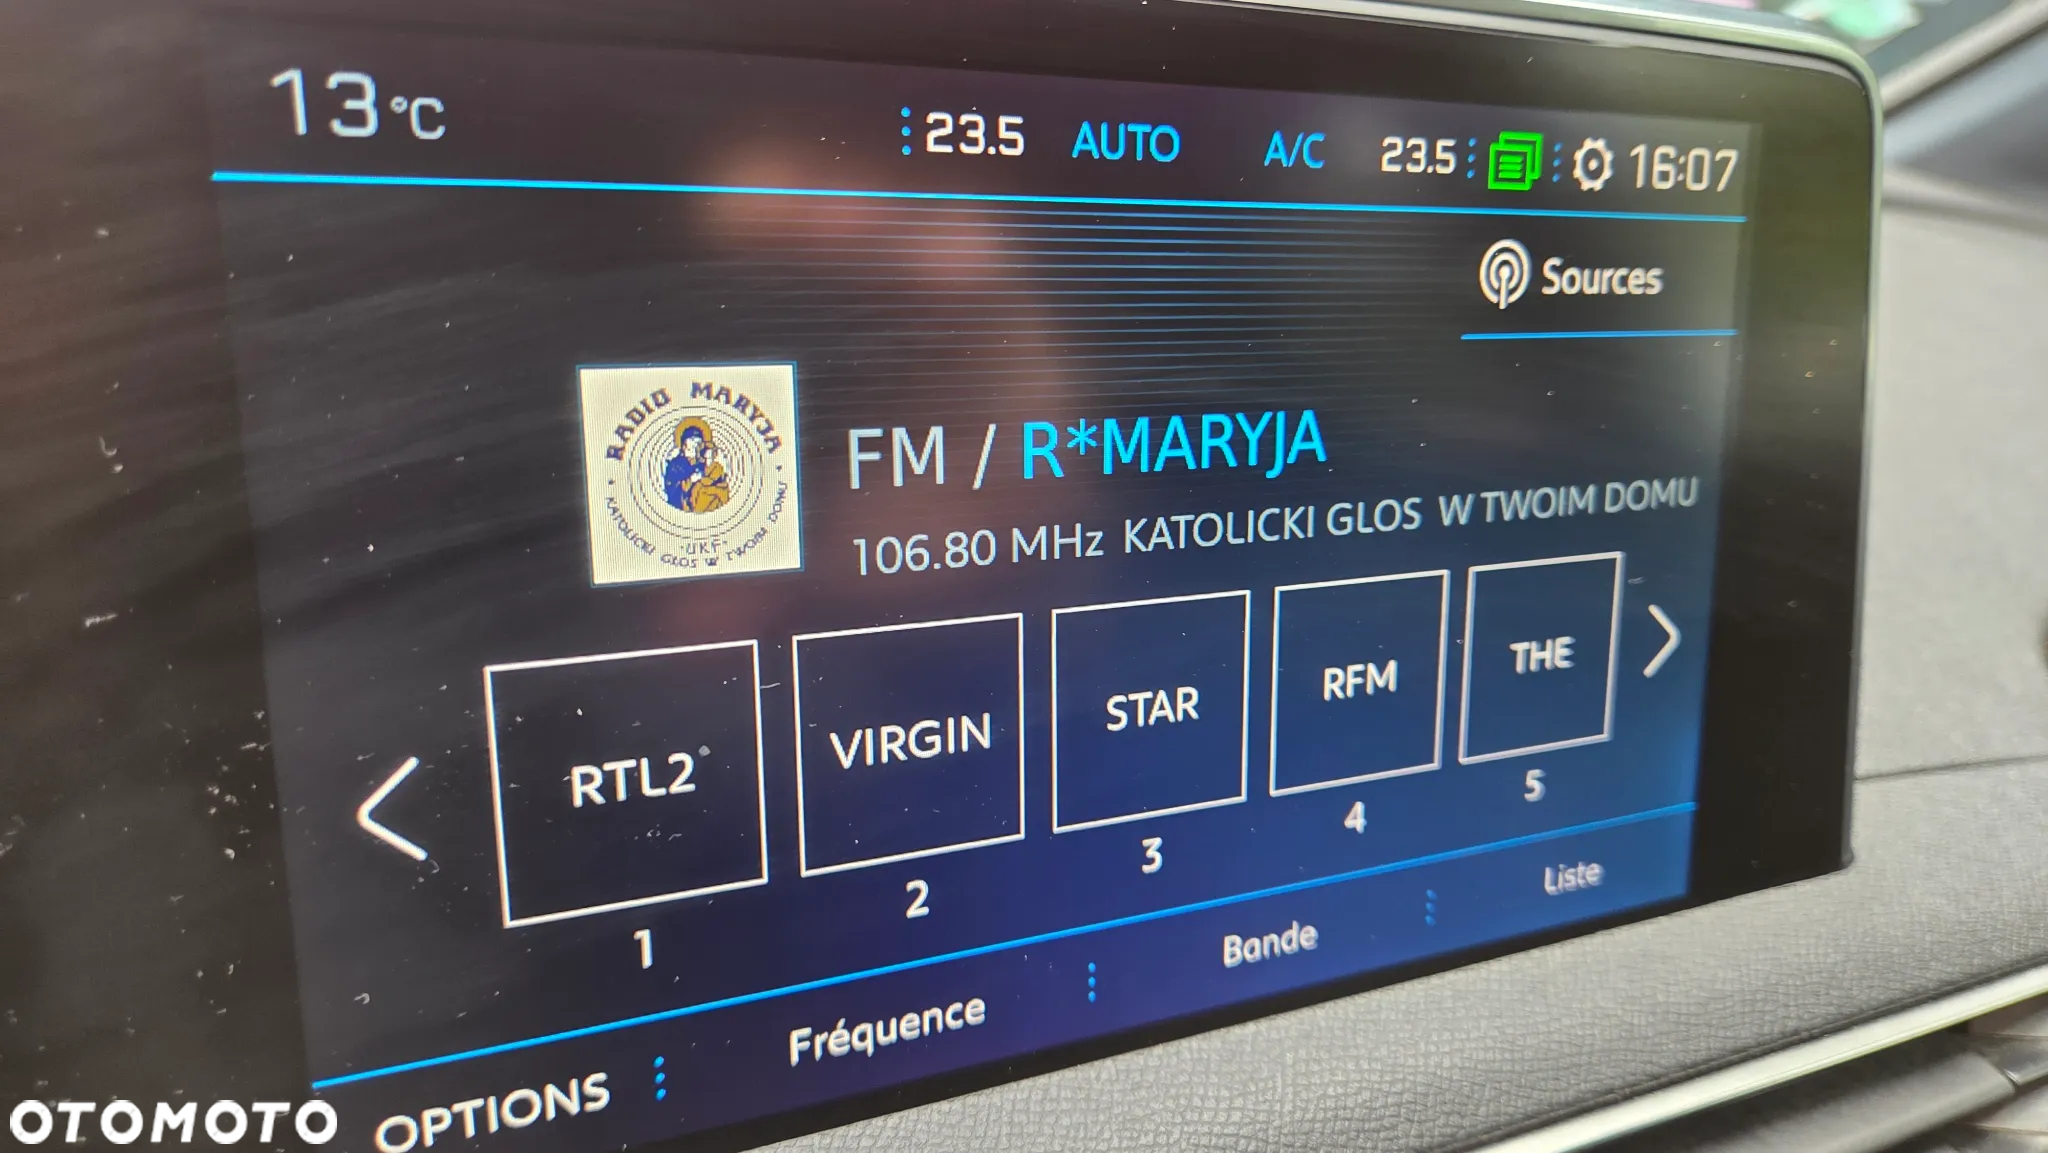 13°C
23.5 AUTO A/C 23.5 16:07
Sources
RADIO MARYJA
KATOLICKI GŁOS W TWOIM DOMU
·UKF·
FM / R*MARYJA
106.80 MHz KATOLICKI GLOS W TWOIM DOMU
RTL2 VIRGIN STAR RFM THE
1 2 3 4 5
OPTIONS Fréquence Bande Liste
OTOMOTO